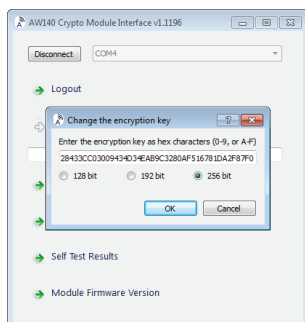 AW140 Crypto Module Interface v1.1196
Disconnect
COM4
Logout
Change the encryption key
Enter the encryption key as hex characters (0-9, or A-F)
28433CC03009434D34EAB9C3280AF516781DA2F87F0
128 bit
192 bit
256 bit
OK
Cancel
Self Test Results
Module Firmware Version